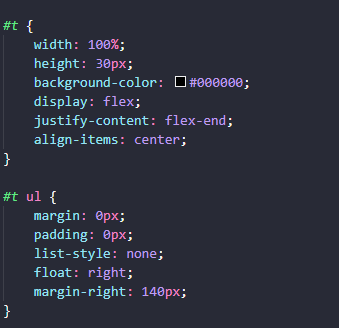 #t {
    width: 100%;
    height: 30px;
    background-color: #000000;
    display: flex;
    justify-content: flex-end;
    align-items: center;
}

#t ul {
    margin: 0px;
    padding: 0px;
    list-style: none;
    float: right;
    margin-right: 140px;
}